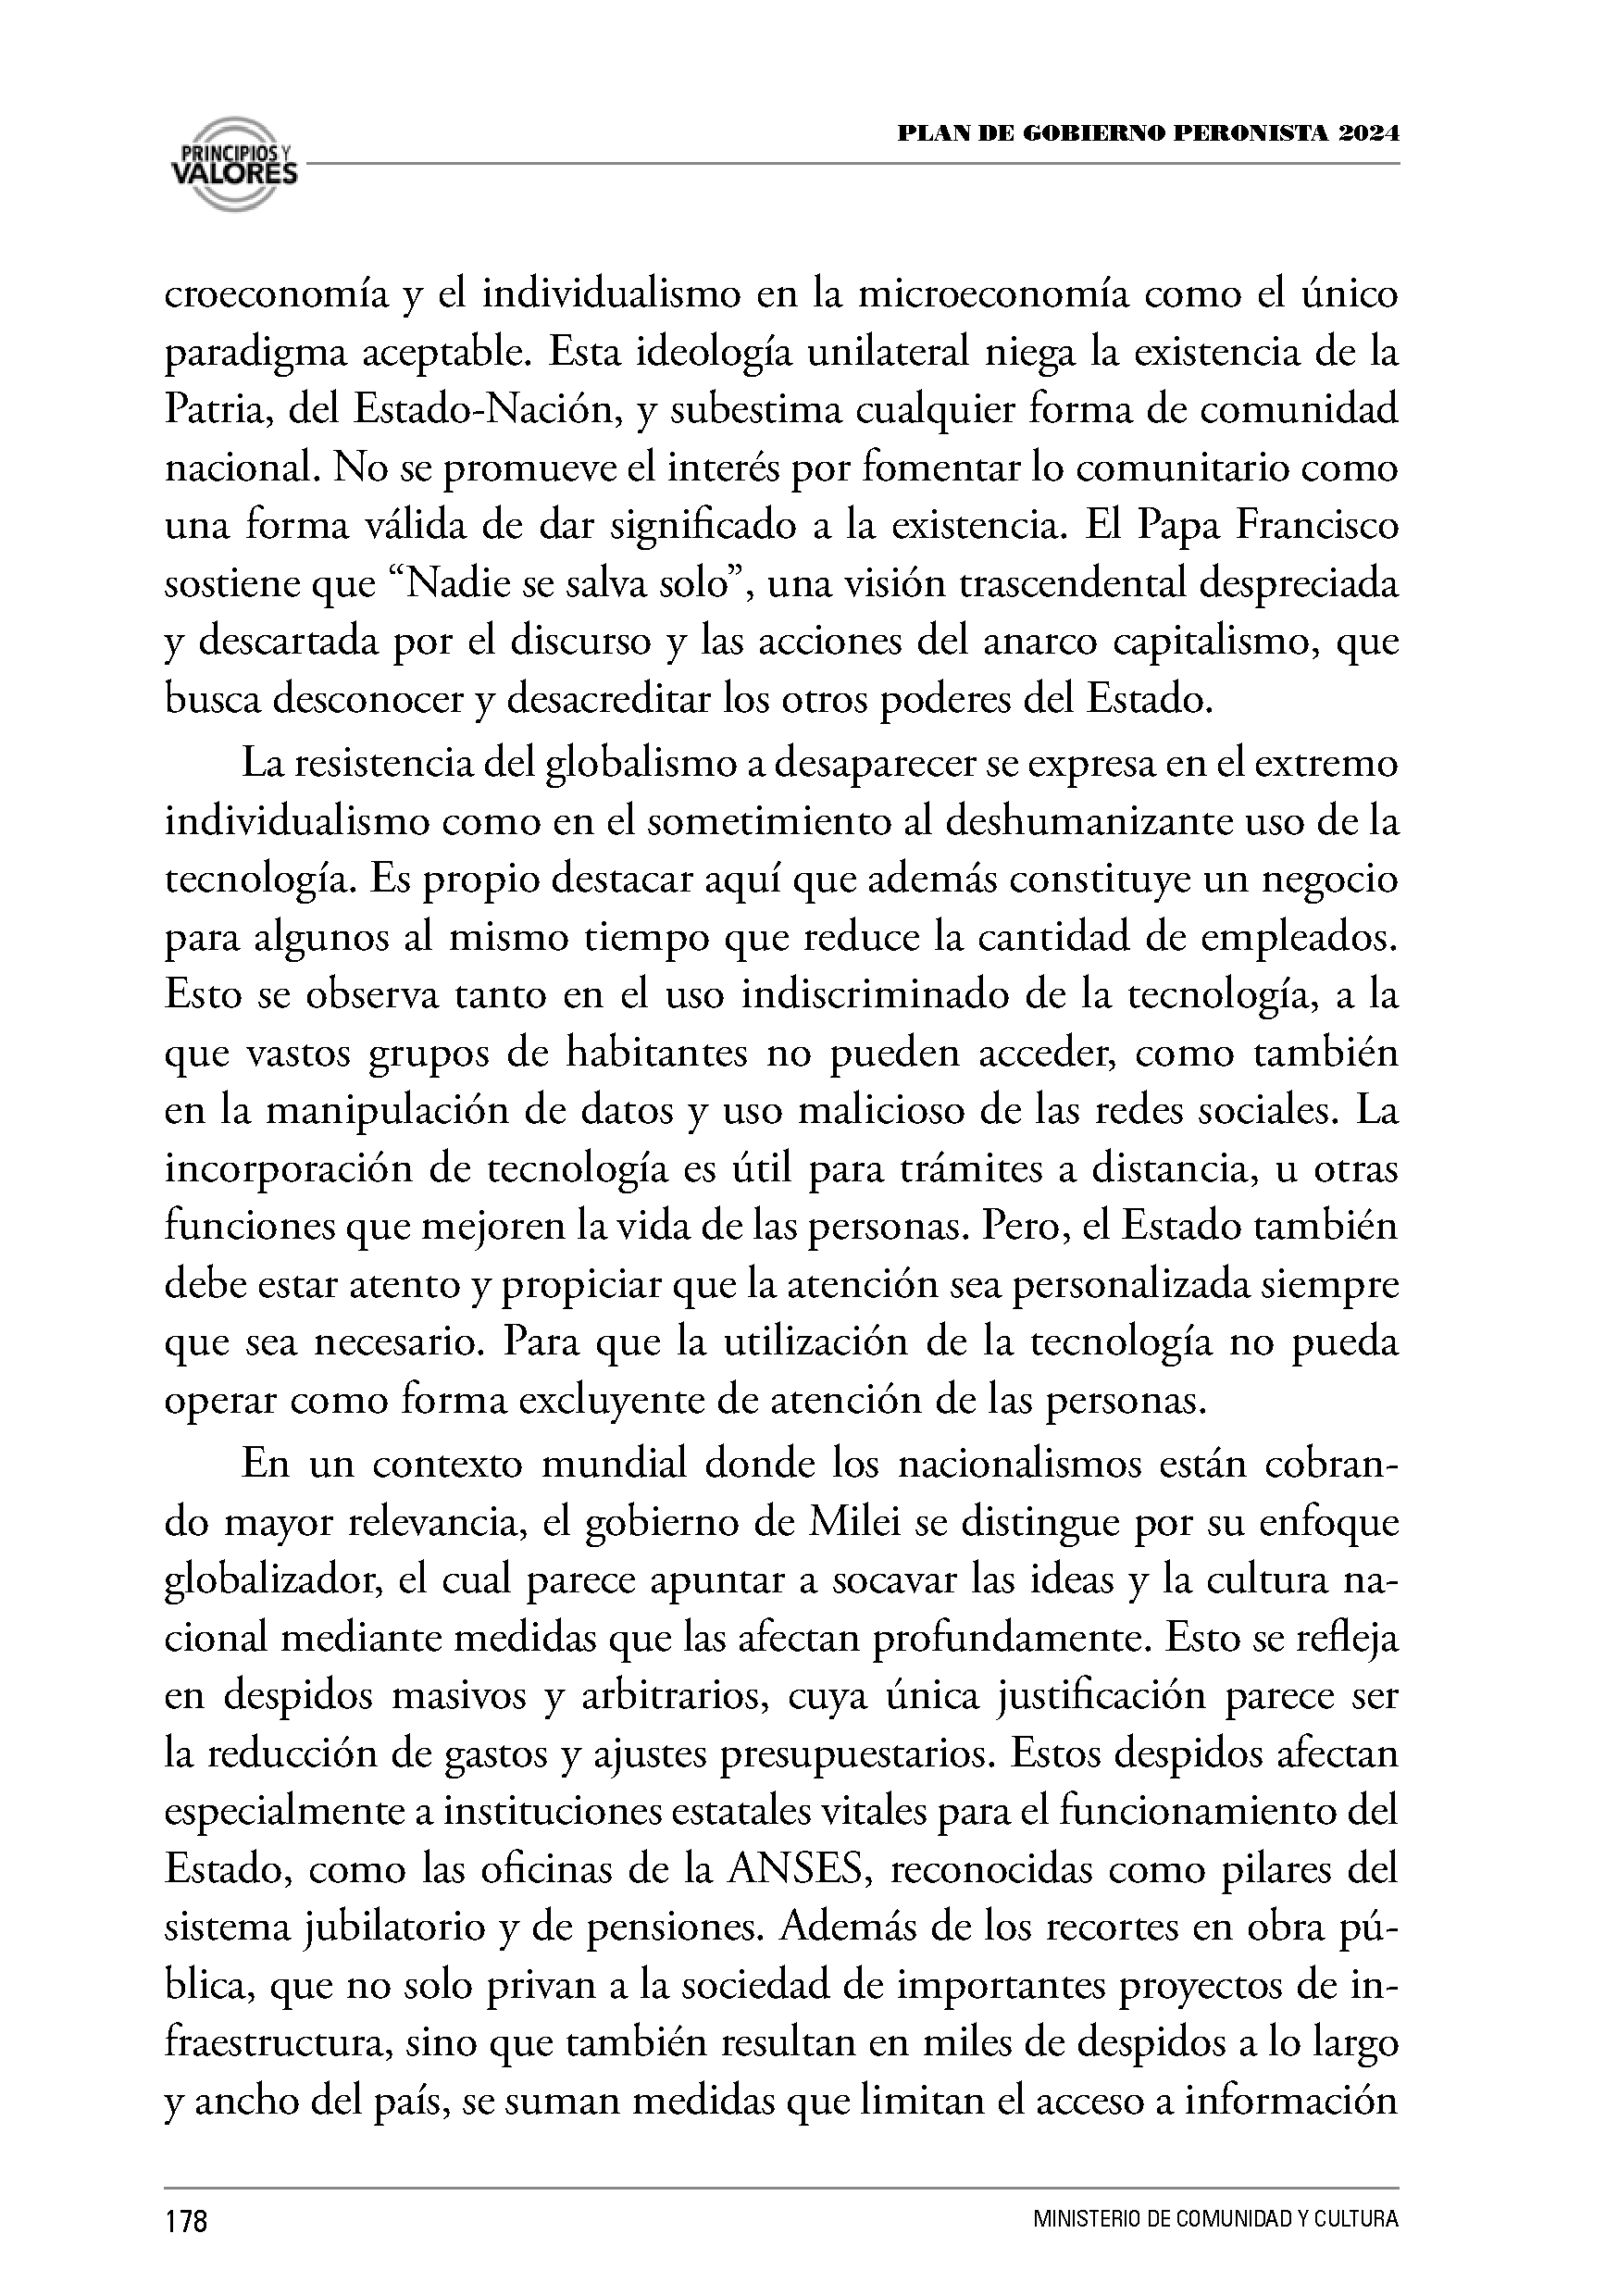 PRINCIPIOS Y
VALORES
PLAN DE GOBIERNO PERONISTA 2024
croeconomía y el individualismo en la microeconomía como el único
paradigma aceptable. Esta ideología unilateral niega la existencia de la
Patria, del Estado-Nación, y subestima cualquier forma de comunidad
nacional. No se promueve el interés por fomentar lo comunitario como
una forma válida de dar significado a la existencia. El Papa Francisco
sostiene que “Nadie se salva solo”, una visión trascendental despreciada
y descartada por el discurso y las acciones del anarco capitalismo, que
busca desconocer y desacreditar los otros poderes del Estado.
La resistencia del globalismo a desaparecer se expresa en el extremo
individualismo como en el sometimiento al deshumanizante uso de la
tecnología. Es propio destacar aquí que además constituye un negocio
para algunos al mismo tiempo que reduce la cantidad de empleados.
Esto se observa tanto en el uso indiscriminado de la tecnología, a la
que vastos grupos de habitantes no pueden acceder, como también
en la manipulación de datos y uso malicioso de las redes sociales. La
incorporación de tecnología es útil para trámites a distancia, u otras
funciones que mejoren la vida de las personas. Pero, el Estado también
debe estar atento y propiciar que la atención sea personalizada siempre
que sea necesario. Para que la utilización de la tecnología no pueda
operar como forma excluyente de atención de las personas.
En un contexto mundial donde los nacionalismos están cobran-
do mayor relevancia, el gobierno de Milei se distingue por su enfoque
globalizador, el cual parece apuntar a socavar las ideas y la cultura na-
cional mediante medidas que las afectan profundamente. Esto se refleja
en despidos masivos y arbitrarios, cuya única justificación parece ser
la reducción de gastos y ajustes presupuestarios. Estos despidos afectan
especialmente a instituciones estatales vitales para el funcionamiento del
Estado, como las oficinas de la ANSES, reconocidas como pilares del
sistema jubilatorio y de pensiones. Además de los recortes en obra pú-
blica, que no solo privan a la sociedad de importantes proyectos de in-
fraestructura, sino que también resultan en miles de despidos a lo largo
y ancho del país, se suman medidas que limitan el acceso a información
178
MINISTERIO DE COMUNIDAD Y CULTURA